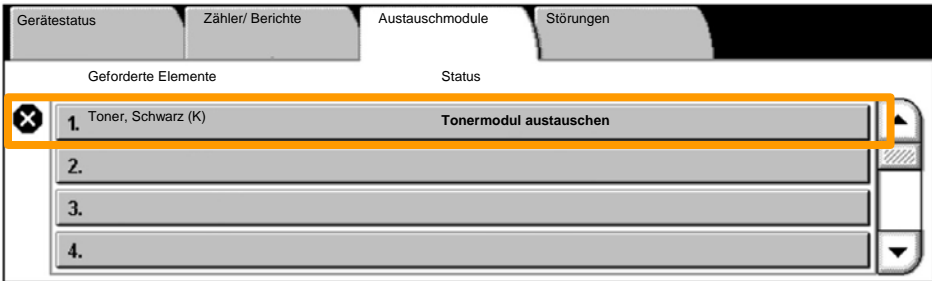 Gerätestatus Zähler/ Berichte Austauschmodule Störungen
Geforderte Elemente Status
1. Toner, Schwarz (K) Tonermodul austauschen
2.
3.
4.